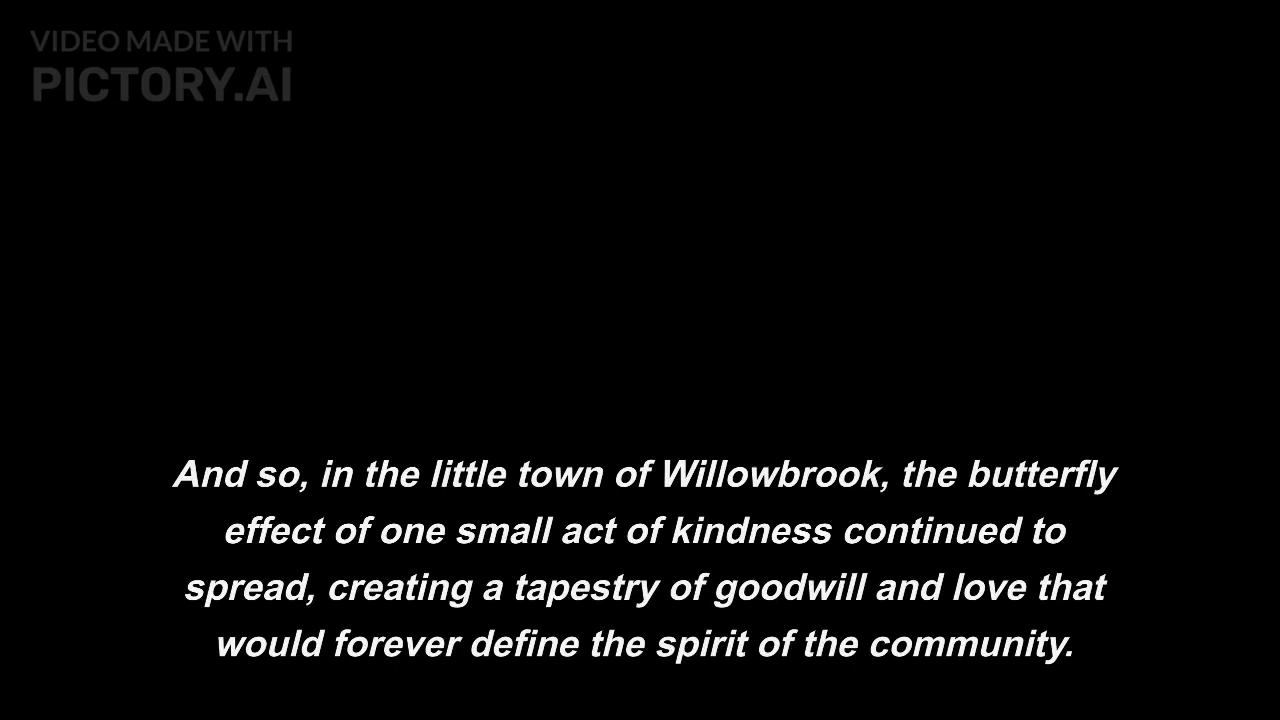 VIDEO MADE WITH
PICTORY.AI
And so, in the little town of Willowbrook, the butterfly
effect of one small act of kindness continued to
spread, creating a tapestry of goodwill and love that
would forever define the spirit of the community.